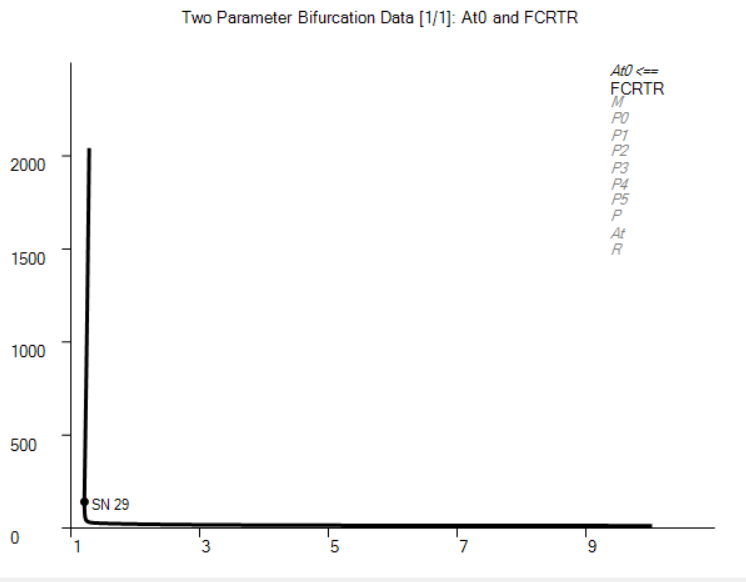 Two Parameter Bifurcation Data [1/1]: At0 and FCRTR
At0 <==
FCRTR
M
P0
P1
P2
P3
P4
P5
P
At
R
2000
1500
1000
500
SN 29
0
1 3 5 7 9